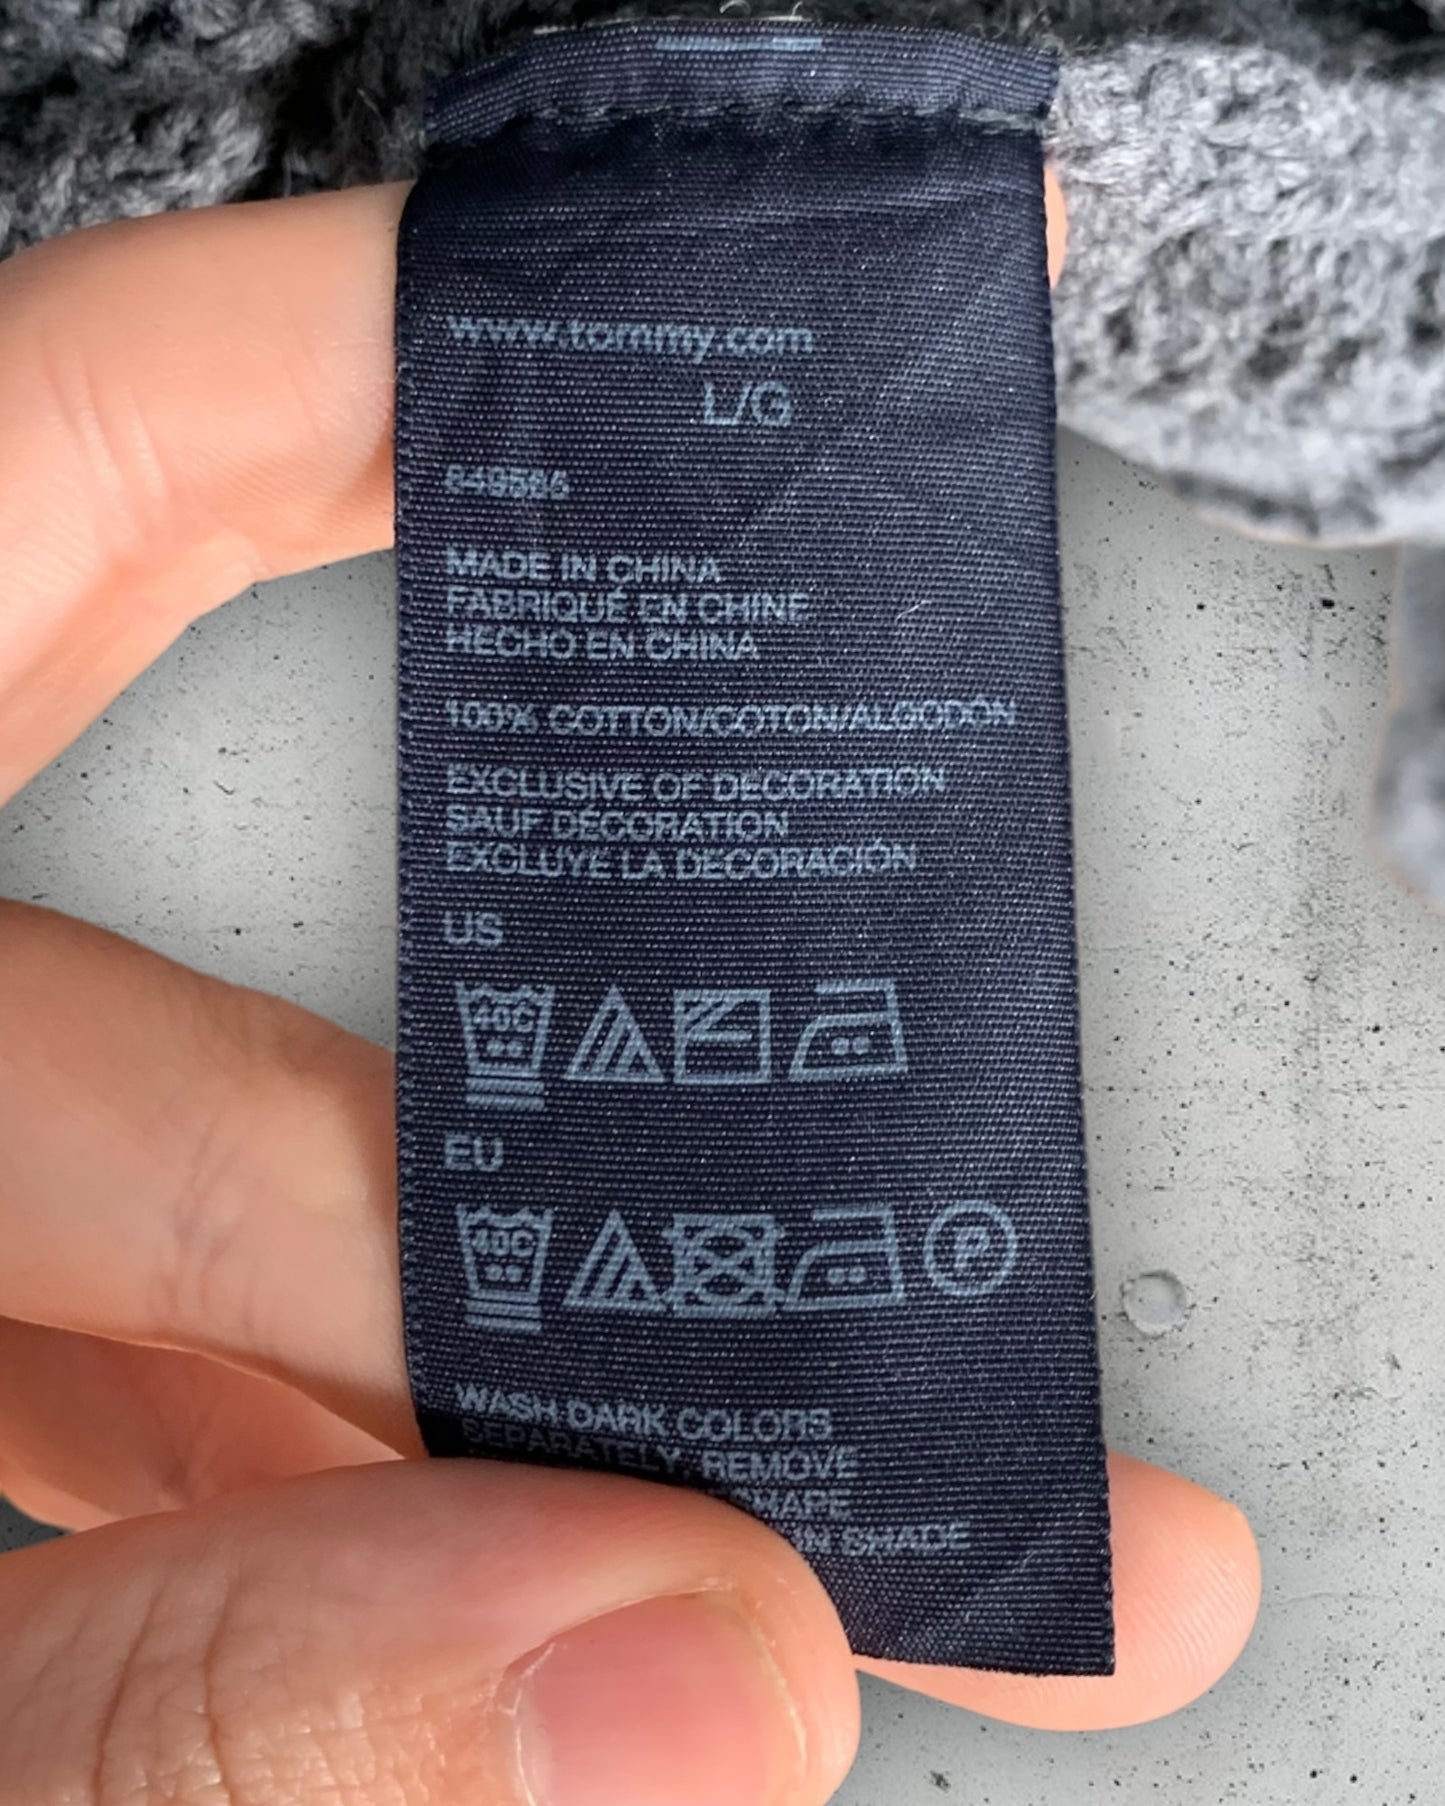 www.tommy.com
L/G
MADE IN CHINA
FABRIQUÉ EN CHINE
HECHO EN CHINA
100% COTTON/COTON/ALGODÓN
EXCLUSIVE OF DECORATION
SAUF DÉCORATION
EXCLUYE LA DECORACIÓN
US
40C
EU
40C
P
WASH DARK COLORS
SEPARATELY, REMOVE
SHAPE
IN SHADE